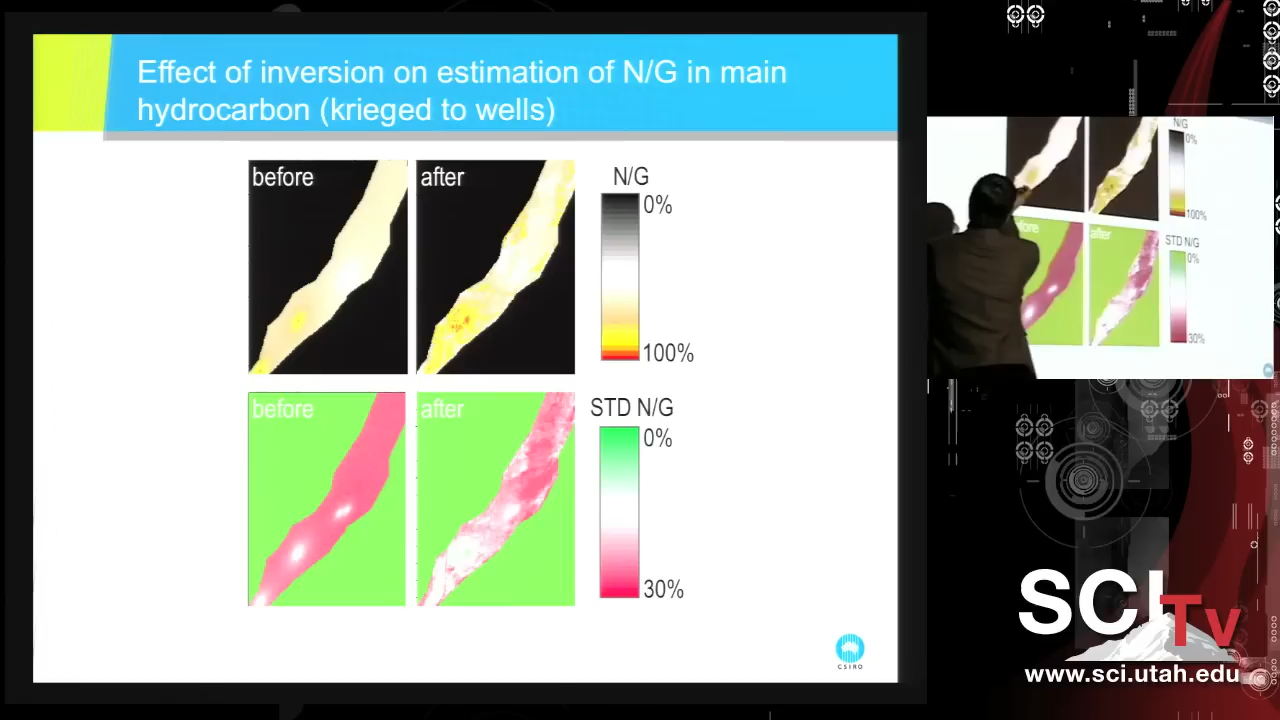 Effect of inversion on estimation of N/G in main
hydrocarbon (krieged to wells)
before
after
N/G
0%
100%
before
after
STD N/G
0%
30%
CSIRO
N/G
0%
100%
after
STD N/G
0%
30%
SCI
TV
www.sci.utah.edu